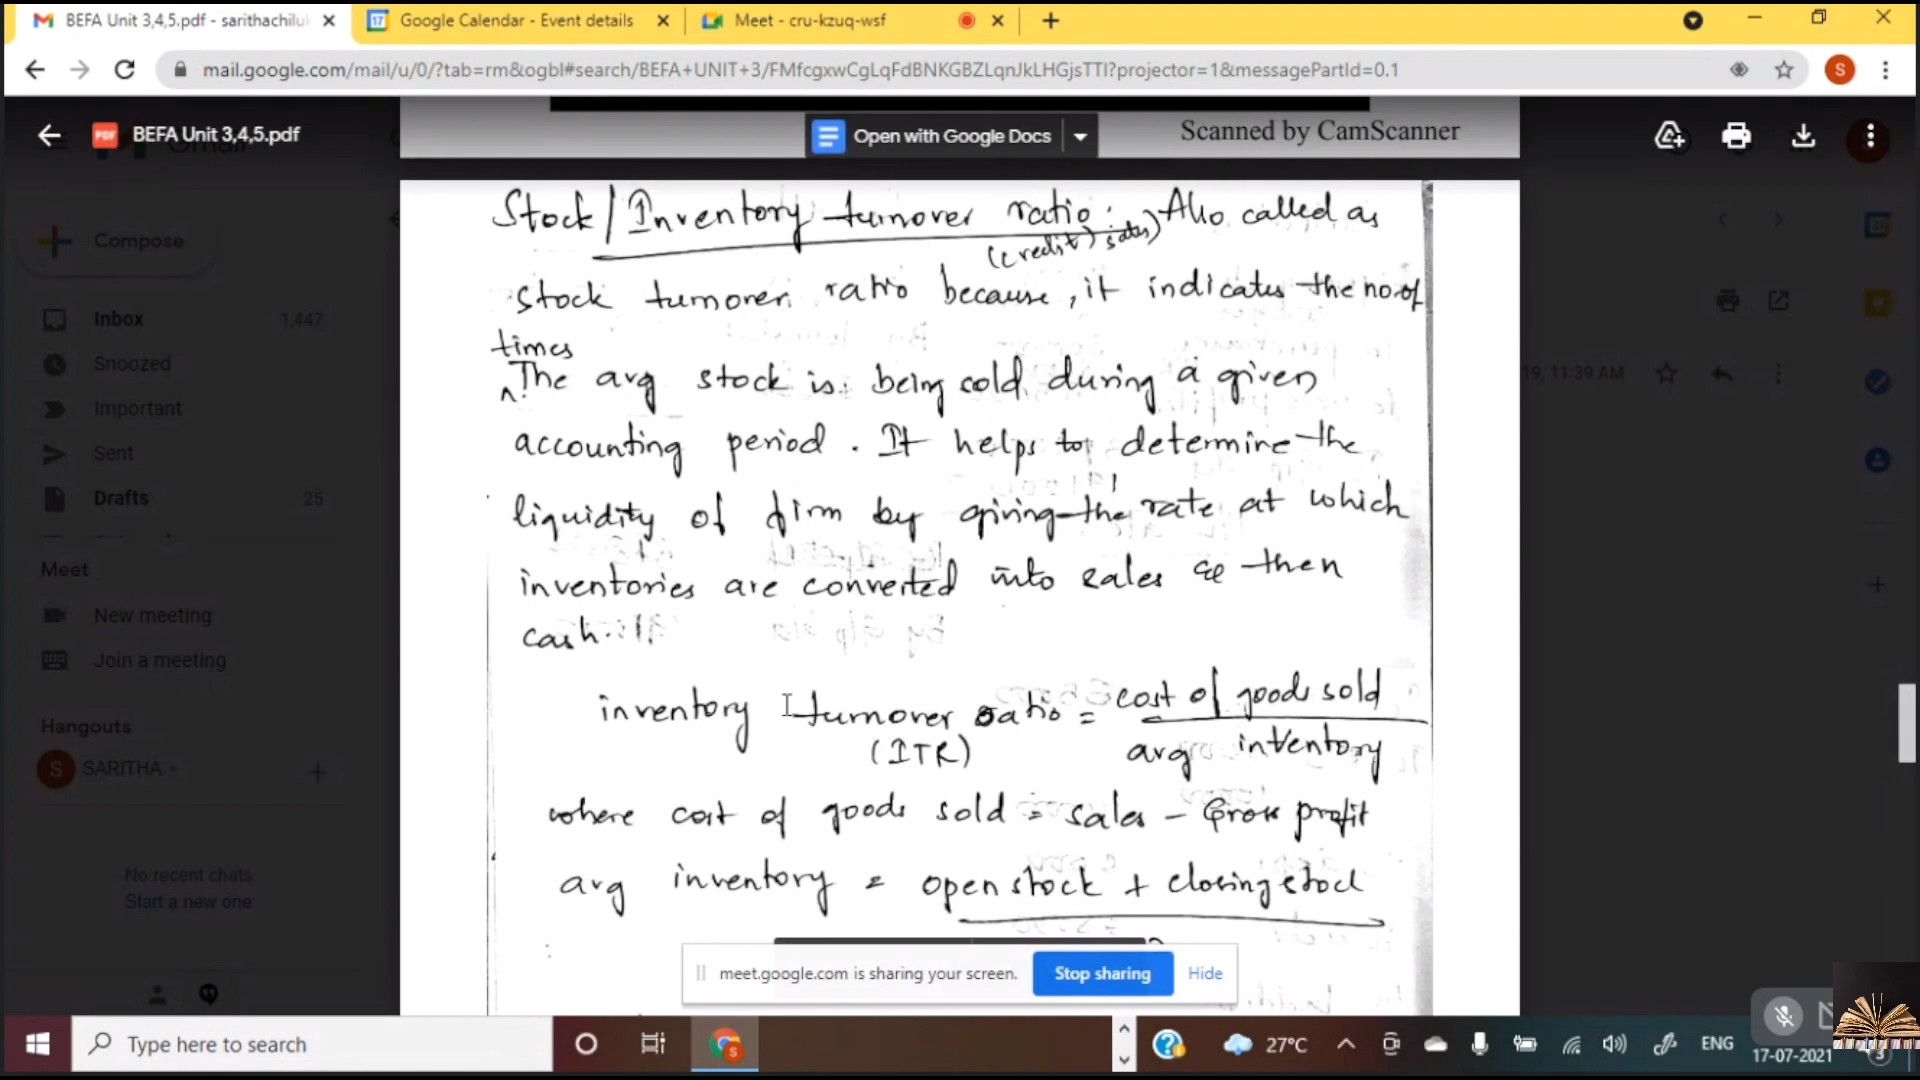 BEFA Unit 3,4,5.pdf - sarithachiluk
Google Calendar - Event details
Meet - cru-kzuq-wsf
mail.google.com/mail/u/0/?tab=rm&ogbl#search/BEFA+UNIT+3/FMfcgxwCgLqFdBNKGBZLqnJkLHGjsTTI?projector=1&messagePartId=0.1
S
PDF BEFA Unit 3,4,5.pdf
Open with Google Docs
Scanned by CamScanner
Compose
Inbox 1,447
Snoozed
Important
Sent
Drafts 25
Meet
New meeting
Join a meeting
Hangouts
S SARITHA
No recent chats
Start a new one
19, 11:39 AM
Stock/Inventory turnover ratio: Also called as
(credit) sales)
stock turnover ratio because, it indicates the no.of
times
The avg stock is being sold during a given
accounting period. It helps to determine the
liquidity of firm by giving the rate at which
inventories are converted into sales & then
cash.
inventory turnover ratio = cost of goods sold
(ITR) avg inventory
where cost of goods sold = sales - Gross profit
avg inventory = open stock + closing stock
meet.google.com is sharing your screen.
Stop sharing
Hide
Type here to search
27°C
ENG
17-07-2021
3